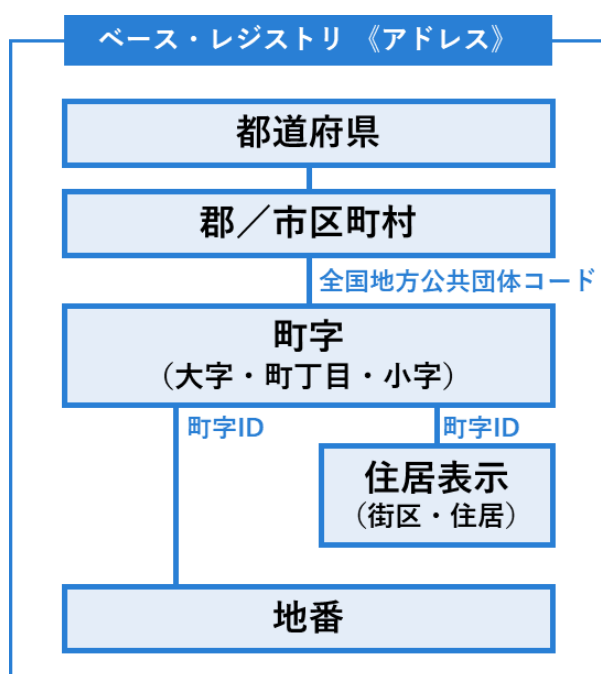 ベース・レジストリ 《アドレス》
都道府県
郡／市区町村
全国地方公共団体コード
町字
（大字・町丁目・小字）
町字ID
町字ID
住居表示
（街区・住居）
地番